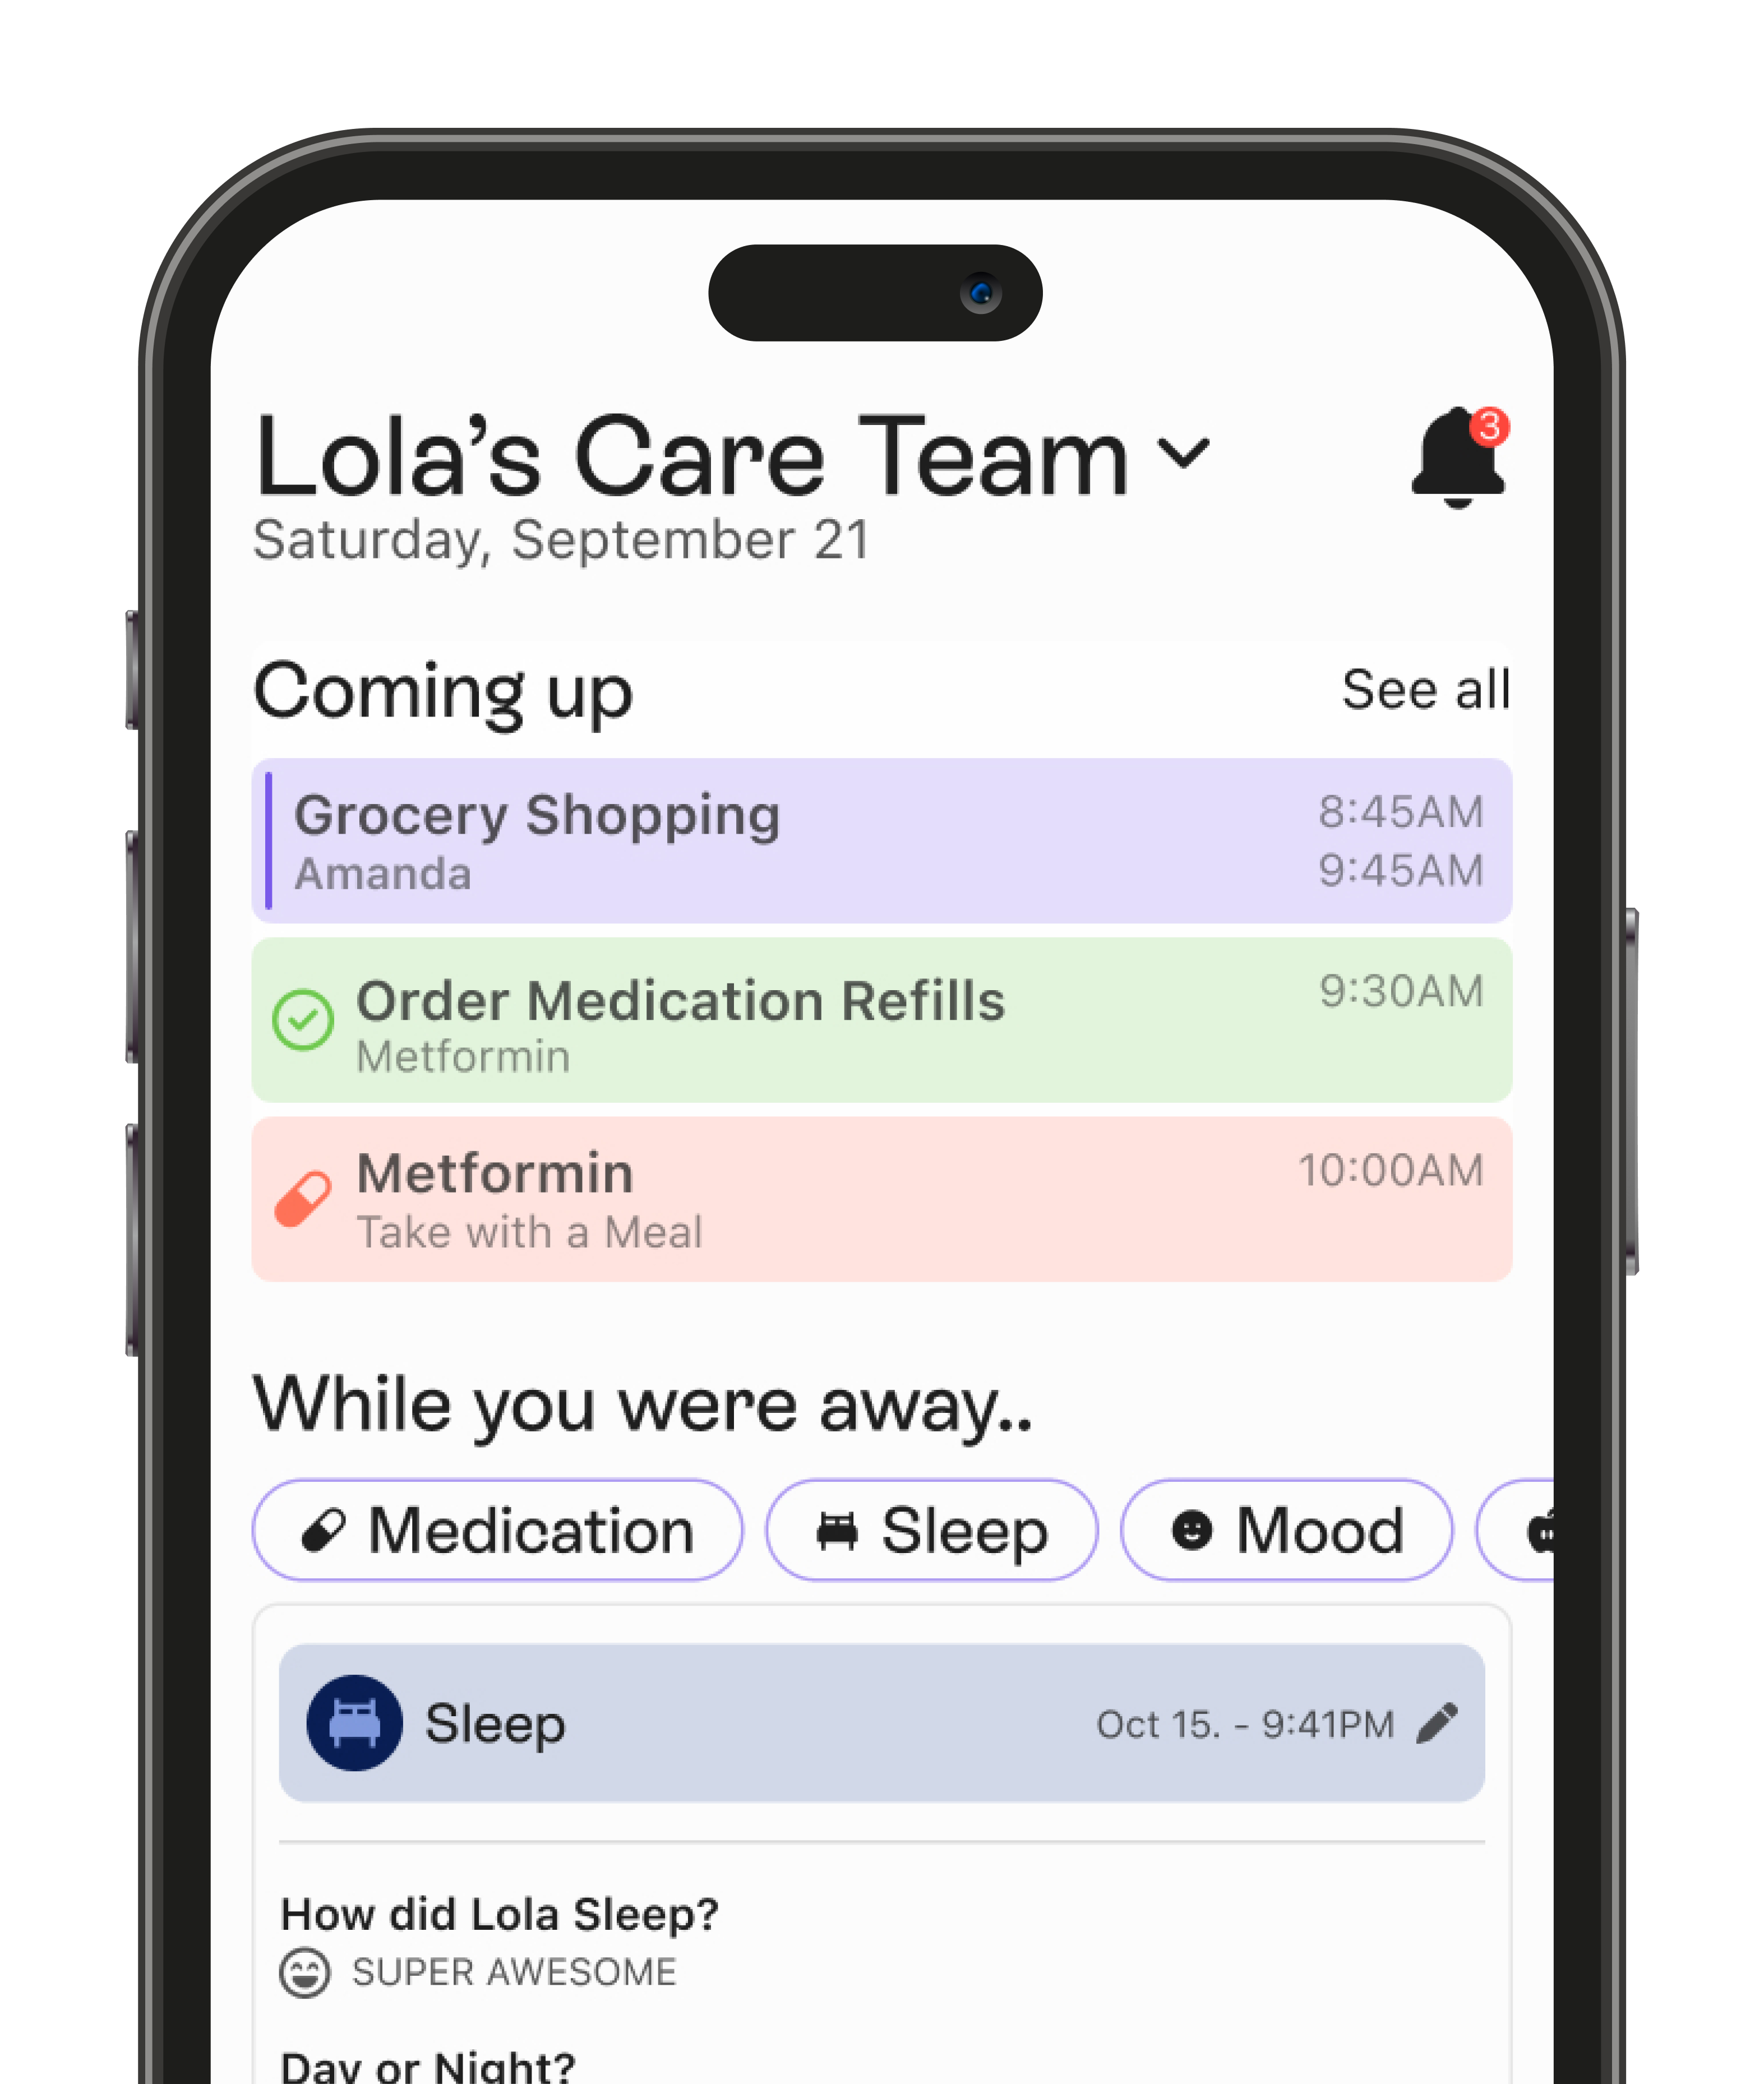 Lola’s Care Team
3
Saturday, September 21
Coming up
See all
Grocery Shopping
8:45AM
Amanda
9:45AM
Order Medication Refills
9:30AM
Metformin
Metformin
10:00AM
Take with a Meal
While you were away..
Medication
Sleep
Mood
Sleep
Oct 15. - 9:41PM
How did Lola Sleep?
SUPER AWESOME
Day or Night?